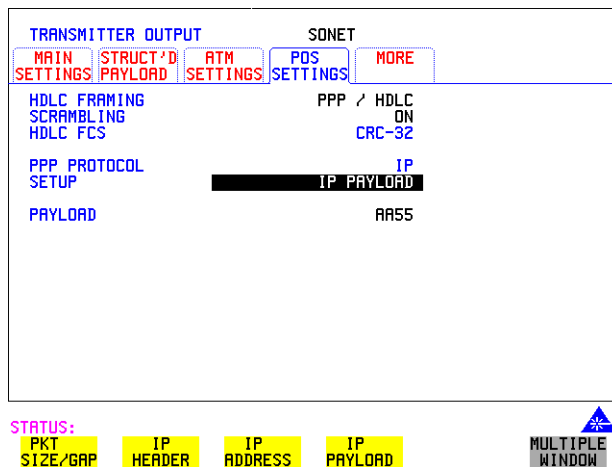 TRANSMITTER OUTPUT SONET
MAIN SETTINGS STRUCT'D PAYLOAD ATM SETTINGS POS SETTINGS MORE
HDLC FRAMING PPP / HDLC
SCRAMBLING ON
HDLC FCS CRC-32
PPP PROTOCOL IP
SETUP IP PAYLOAD
PAYLOAD AA55
STATUS:
PKT SIZE/GAP IP HEADER IP ADDRESS IP PAYLOAD MULTIPLE WINDOW